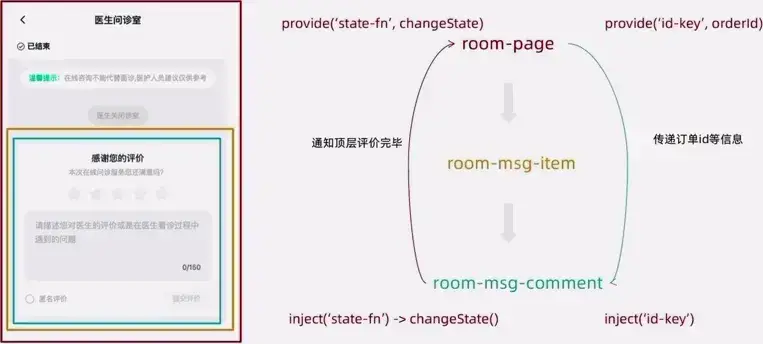 医生问诊室
已结束
温馨提示：在线咨询不能代替面诊，医护人员建议仅供参考
医生关闭诊室
感谢您的评价
本次在线问诊服务您还满意吗？
请描述您对医生的评价或是在医生看诊过程中
遇到的问题
0/150
匿名评价
提交评价
provide('state-fn', changeState)
provide('id-key', orderId)
room-page
通知顶层评价完毕
传递订单id等信息
room-msg-item
room-msg-comment
inject('state-fn') -> changeState()
inject('id-key')